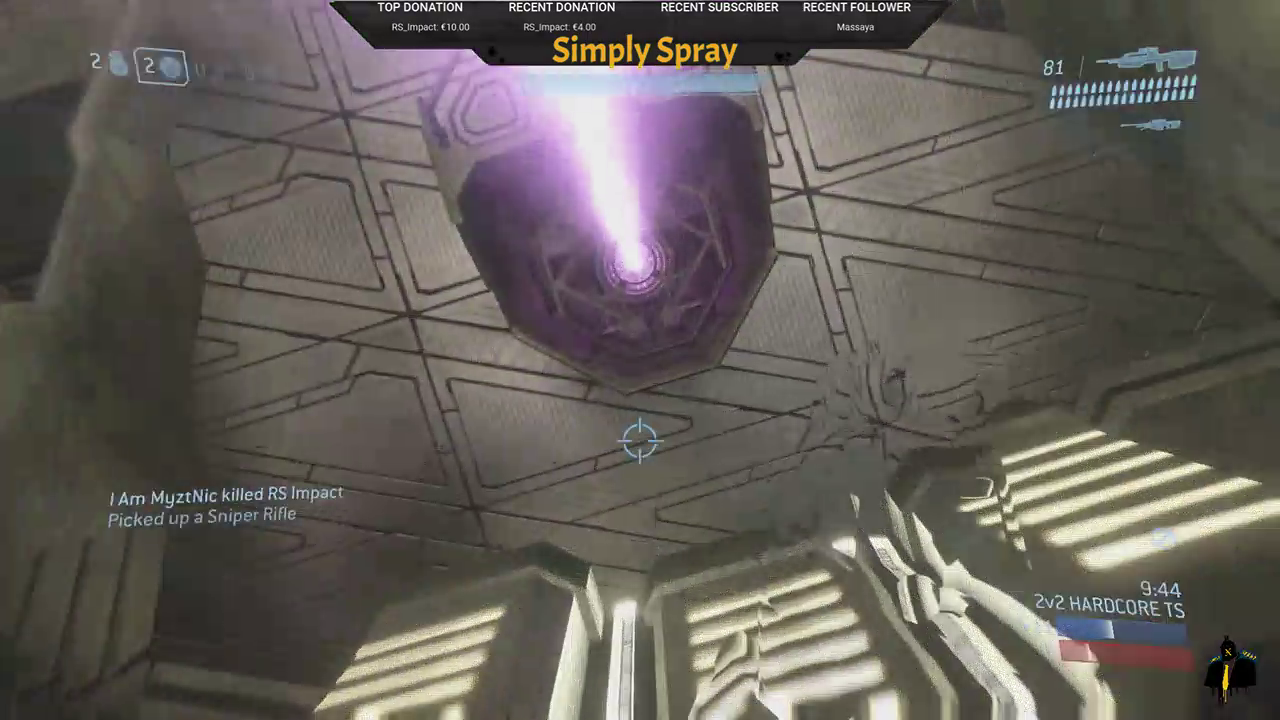 TOP DONATION RECENT DONATION RECENT SUBSCRIBER RECENT FOLLOWER
RS_Impact: €10.00 RS_Impact: €4.00 Massaya
Simply Spray
2 2
81
I Am MyztNic killed RS Impact
Picked up a Sniper Rifle
9:44
2v2 HARDCORE TS